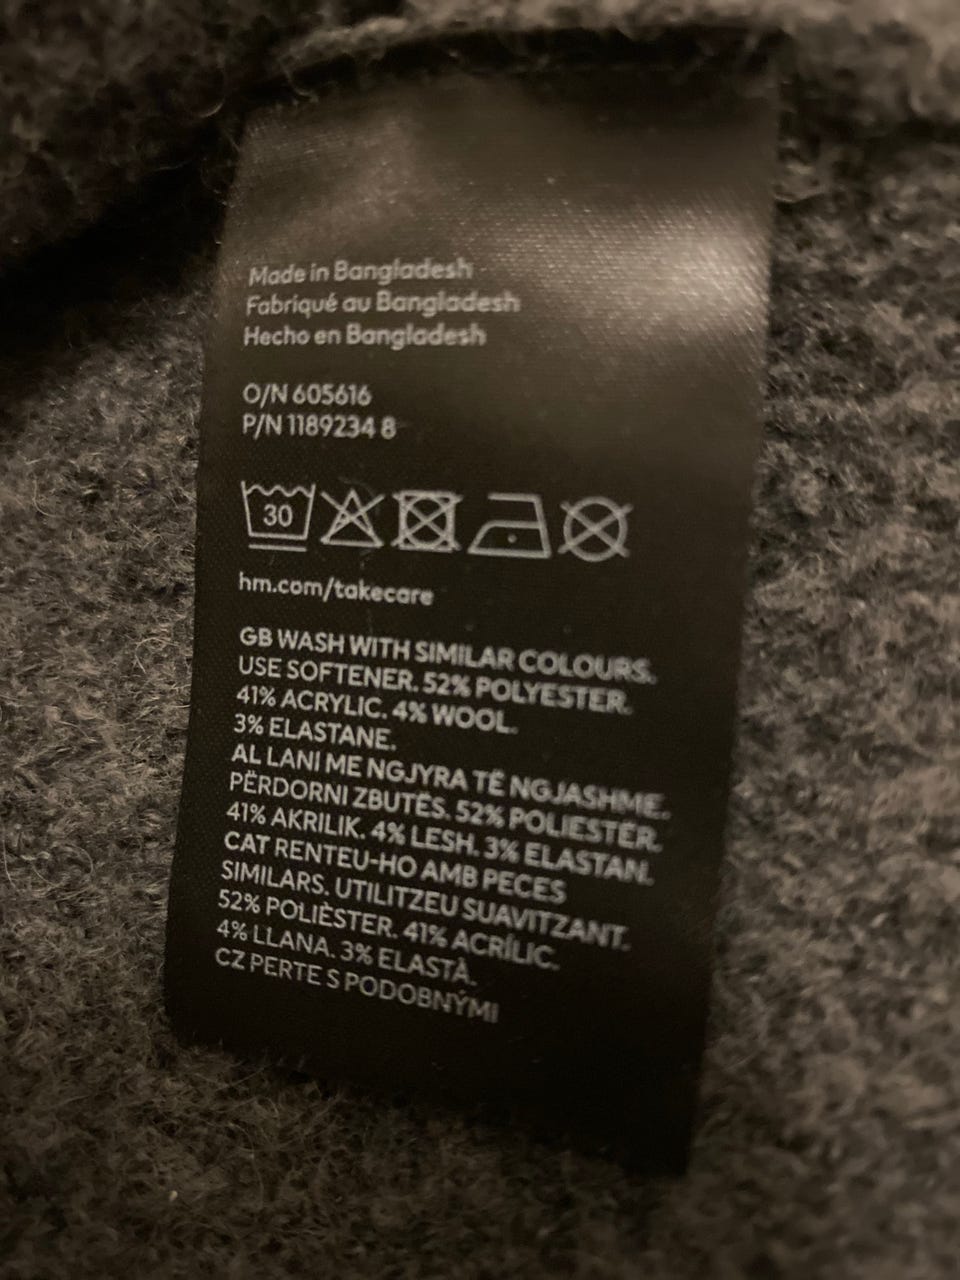 Made in Bangladesh
Fabriqué au Bangladesh
Hecho en Bangladesh
O/N 605616
P/N 1189234 8
30
hm.com/takecare
GB WASH WITH SIMILAR COLOURS.
USE SOFTENER. 52% POLYESTER.
41% ACRYLIC. 4% WOOL.
3% ELASTANE.
AL LANI ME NGJYRA TË NGJASHME.
PËRDORNI ZBUTËS. 52% POLIESTËR.
41% AKRILIK. 4% LESH. 3% ELASTAN.
CAT RENTEU-HO AMB PECES
SIMILARS. UTILITZEU SUAVITZANT.
52% POLIÈSTER. 41% ACRÍLIC.
4% LLANA. 3% ELASTÀ.
CZ PERTE S PODOBNÝMI